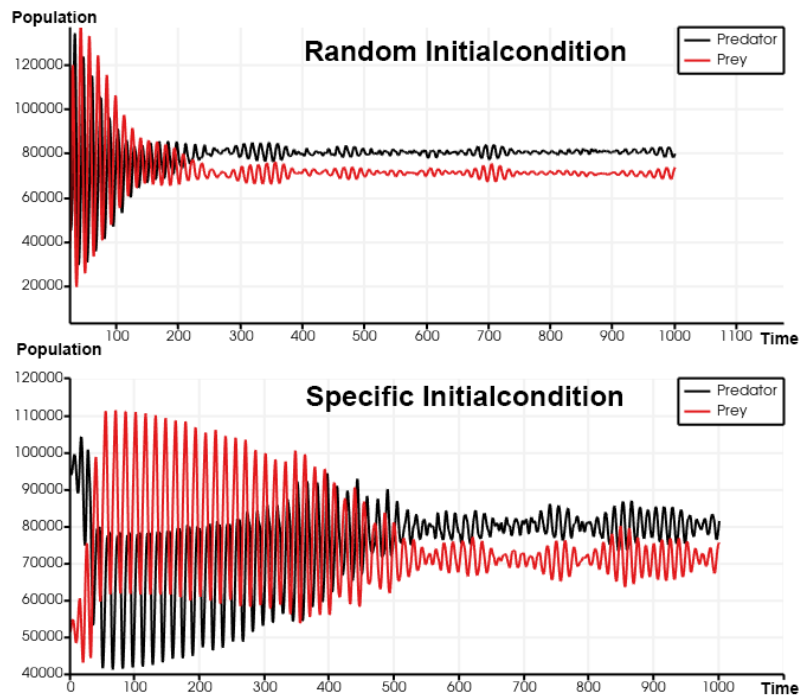 Population
Random Initialcondition
Predator
Prey
120000
100000
80000
60000
40000
20000
100 200 300 400 500 600 700 800 900 1000 1100 Time
Population
Specific Initialcondition
Predator
Prey
120000
110000
100000
90000
80000
70000
60000
50000
40000
0 100 200 300 400 500 600 700 800 900 1000 Time